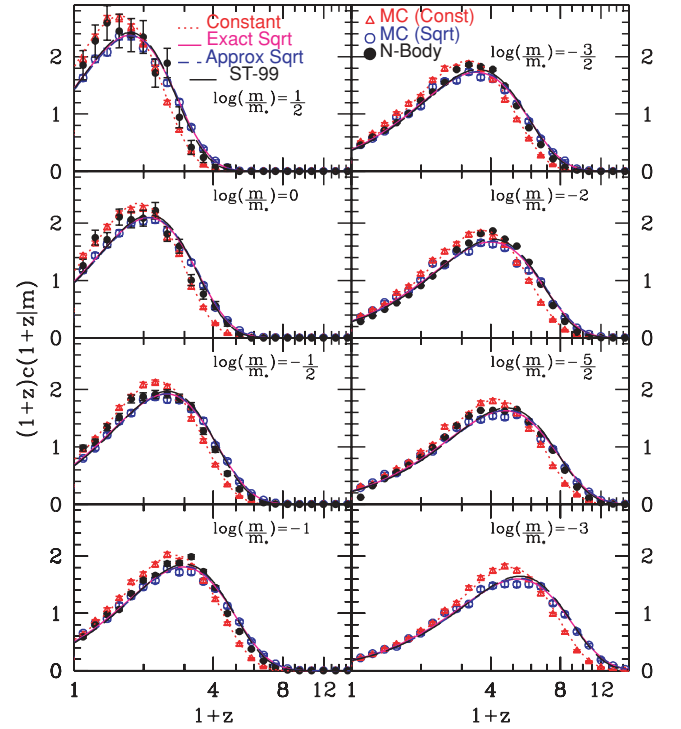 Constant
Exact Sqrt
Approx Sqrt
ST-99
log(m/m*)=1/2
MC (Const)
MC (Sqrt)
N-Body
log(m/m*)=-3/2
log(m/m*)=0
log(m/m*)=-2
log(m/m*)=-1/2
log(m/m*)=-5/2
log(m/m*)=-1
log(m/m*)=-3
(1+z)c(1+z|m)
2
1
0
2
1
0
2
1
0
2
1
0
2
1
0
2
1
0
2
1
0
2
1
0
1 2 4 8 12
2 4 8 12
1+z
1+z